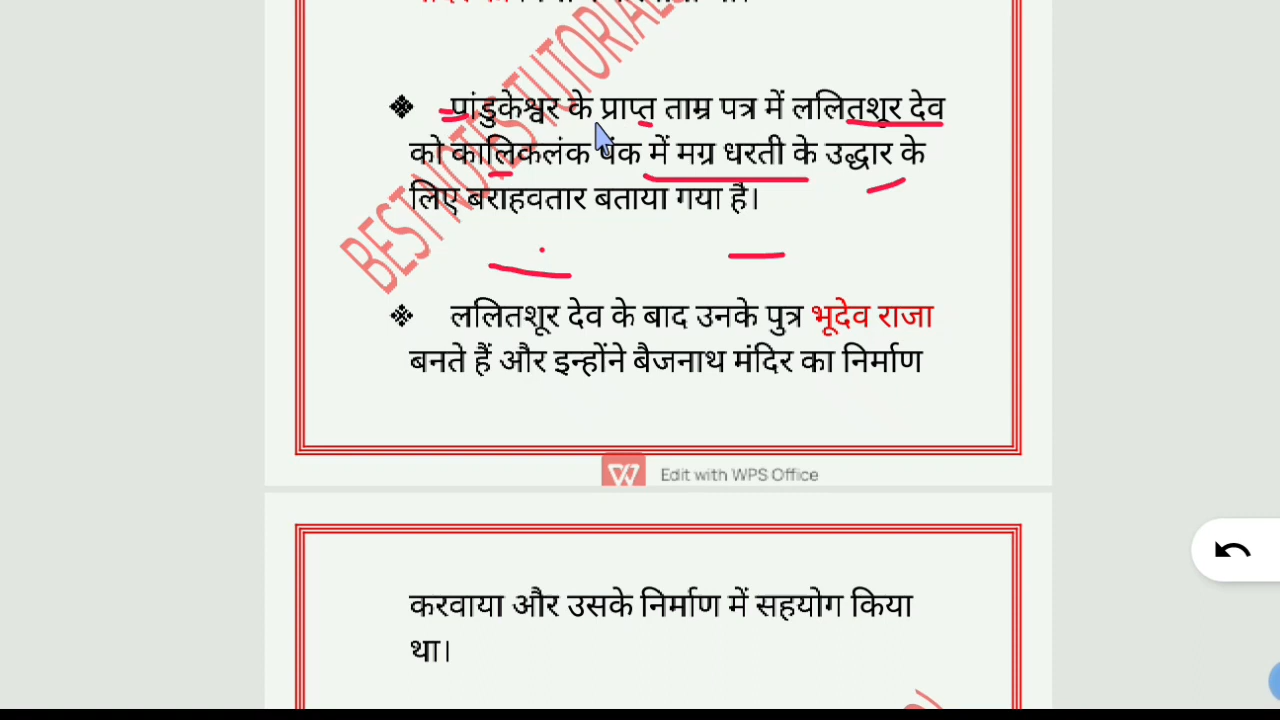 ❖ पांडुकेश्वर के प्राप्त ताम्र पत्र में ललितशूर देव
को कालिकलंक पंक में मग्र धरती के उद्धार के
लिए बराहवतार बताया गया है।
BEST NOTES TUTORIAL
❖ ललितशूर देव के बाद उनके पुत्र भूदेव राजा
बनते हैं और इन्होंने बैजनाथ मंदिर का निर्माण
Edit with WPS Office
करवाया और उसके निर्माण में सहयोग किया
था।